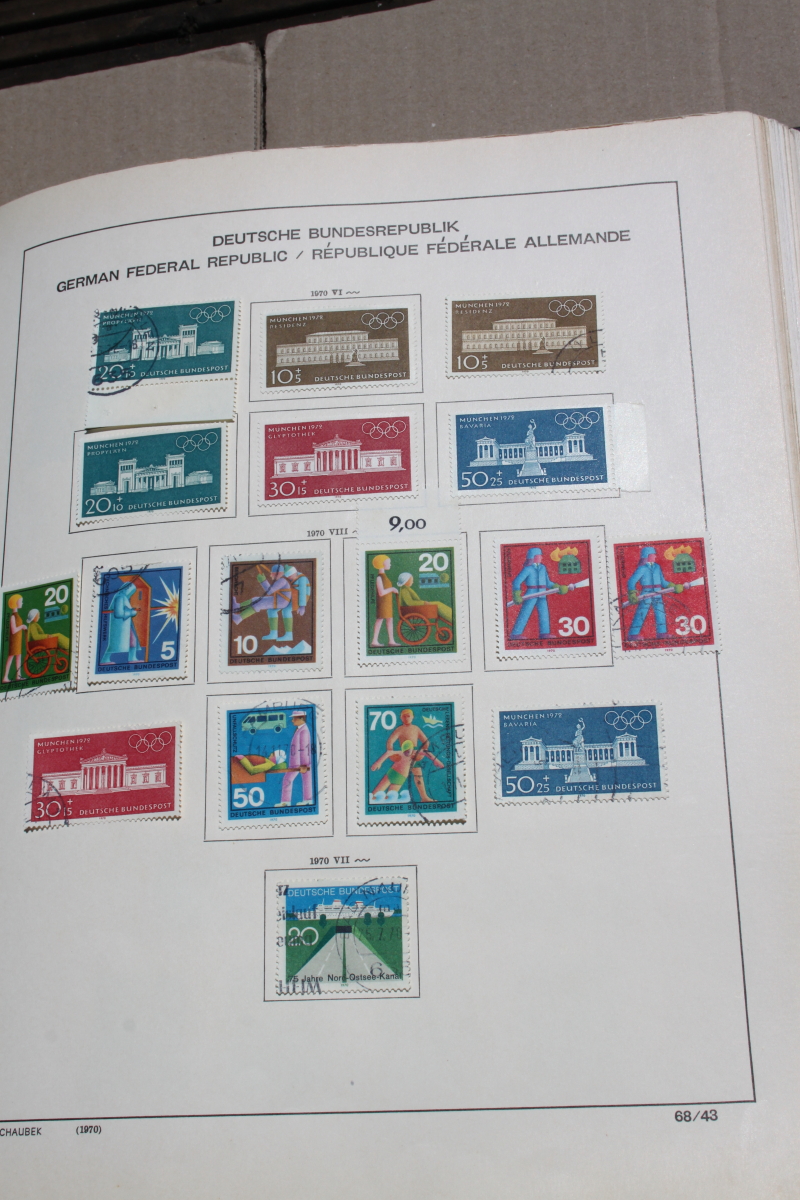 DEUTSCHE BUNDESREPUBLIK
GERMAN FEDERAL REPUBLIC / RÉPUBLIQUE FÉDÉRALE ALLEMANDE
1970 VI
MÜNCHEN 1972
PROPYLÄEN
20+5
DEUTSCHE BUNDESPOST
MÜNCHEN 1972
RESIDENZ
10+5
DEUTSCHE BUNDESPOST
MÜNCHEN 1972
RESIDENZ
10+5
DEUTSCHE BUNDESPOST
MÜNCHEN 1972
PROPYLÄEN
20+10
DEUTSCHE BUNDESPOST
MÜNCHEN 1972
GLYPTOTHEK
30+15
DEUTSCHE BUNDESPOST
MÜNCHEN 1972
BAVARIA
50+25
DEUTSCHE BUNDESPOST
1970 VIII
9,00
20
5
DEUTSCHE BUNDESPOST
10
DEUTSCHE BUNDESPOST
20
DEUTSCHE BUNDESPOST
30
DEUTSCHE BUNDESPOST
30
MÜNCHEN 1972
GLYPTOTHEK
30+15
DEUTSCHE BUNDESPOST
50
DEUTSCHE BUNDESPOST
70
DEUTSCHE BUNDESPOST
MÜNCHEN 1972
BAVARIA
50+25
DEUTSCHE BUNDESPOST
1970 VII
DEUTSCHE BUNDESPOST
20
75 Jahre Nord-Ostsee-Kanal
CHAUBEK (1970)
68/43